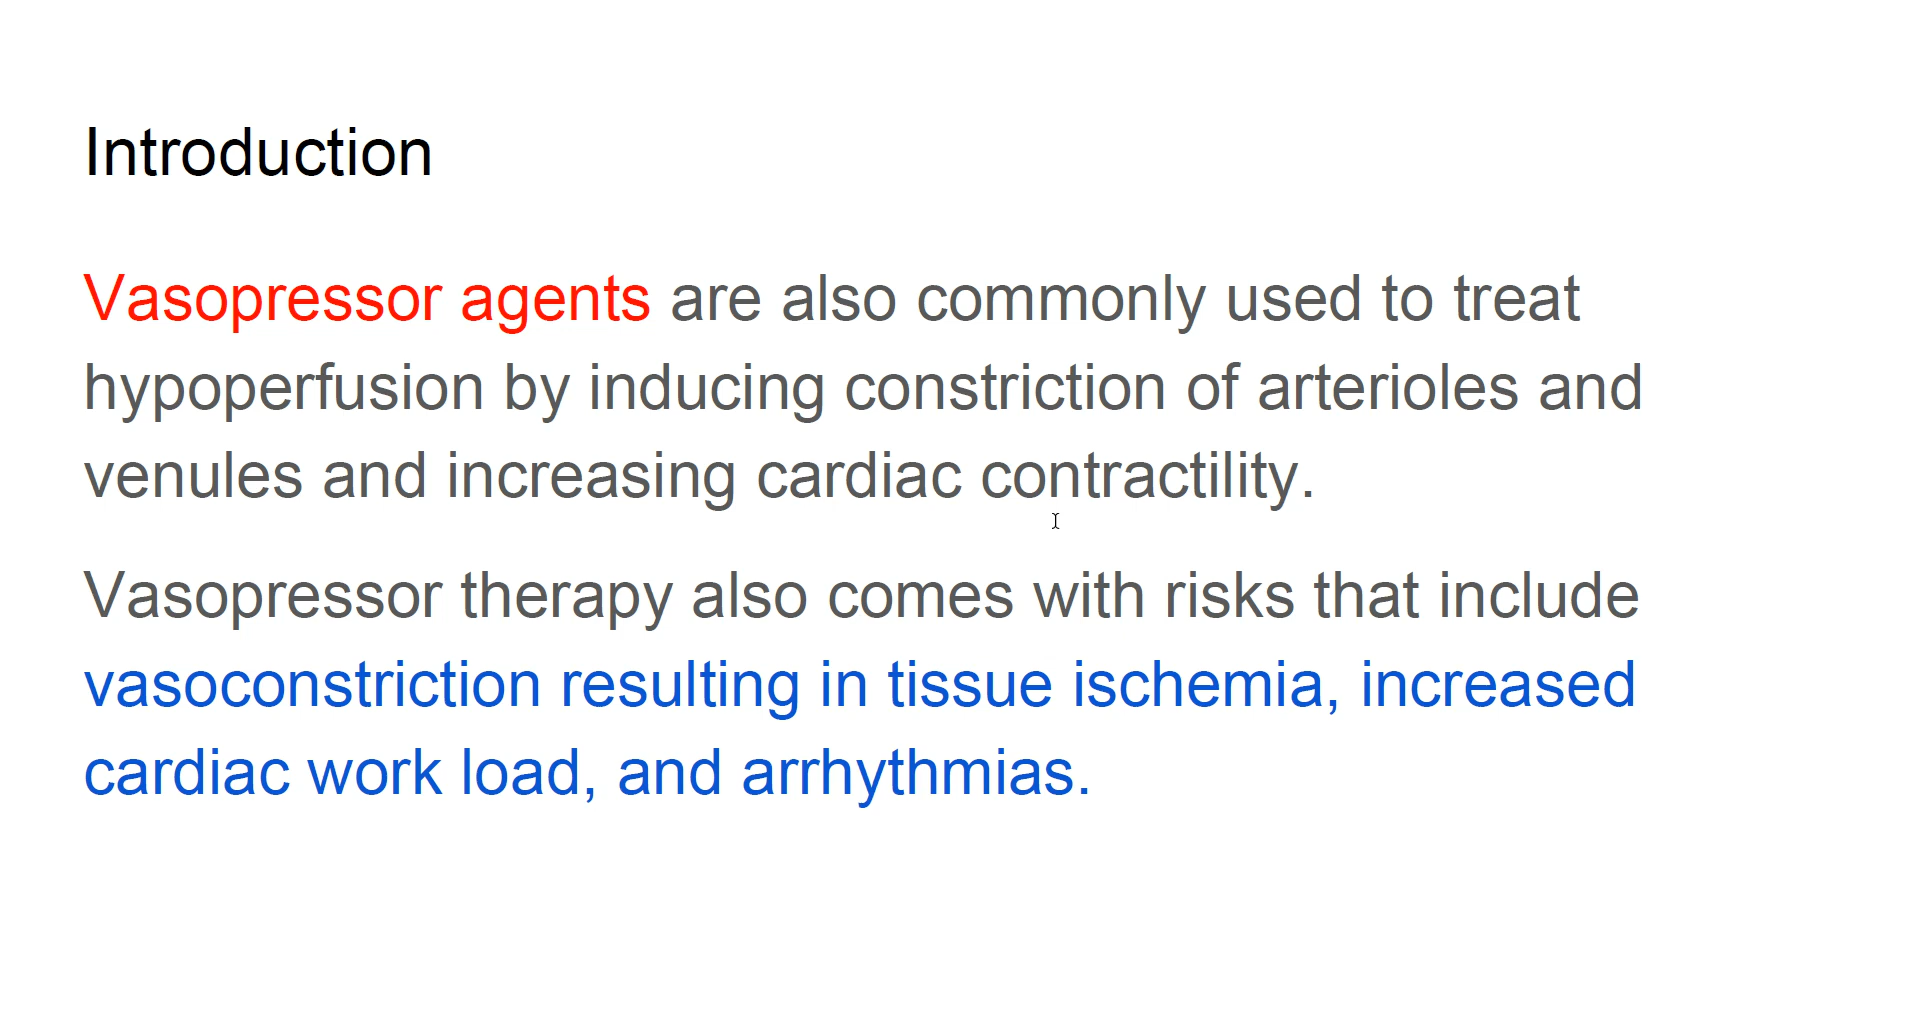 Introduction
Vasopressor agents are also commonly used to treat
hypoperfusion by inducing constriction of arterioles and
venules and increasing cardiac contractility.
Vasopressor therapy also comes with risks that include
vasoconstriction resulting in tissue ischemia, increased
cardiac work load, and arrhythmias.